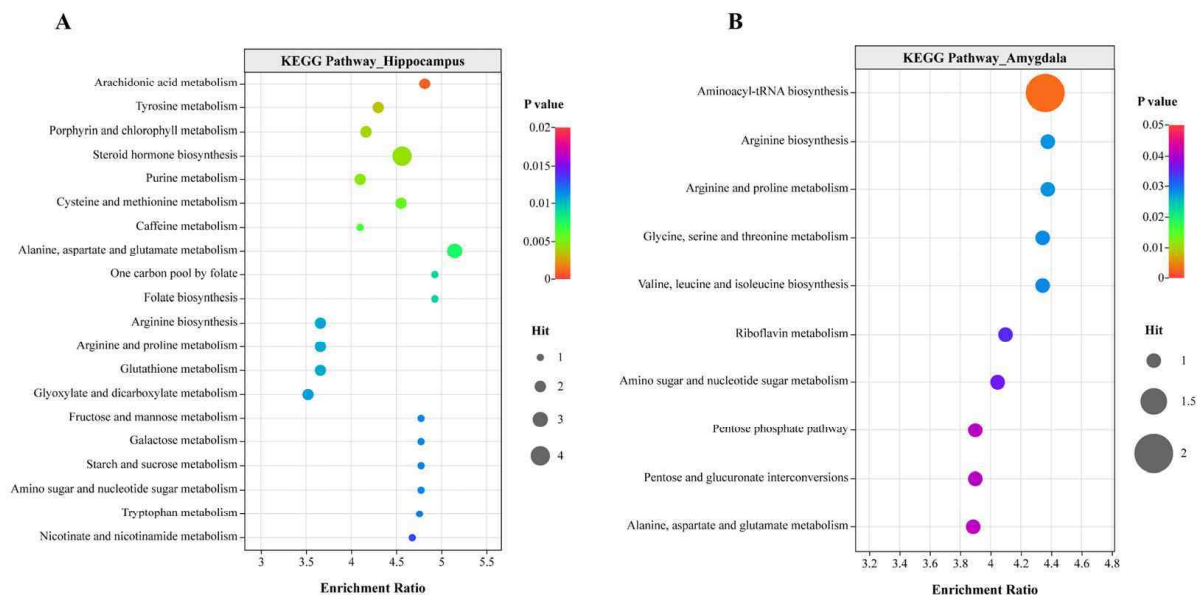 A
KEGG Pathway_Hippocampus
Arachidonic acid metabolism
Tyrosine metabolism
Porphyrin and chlorophyll metabolism
Steroid hormone biosynthesis
Purine metabolism
Cysteine and methionine metabolism
Caffeine metabolism
Alanine, aspartate and glutamate metabolism
One carbon pool by folate
Folate biosynthesis
Arginine biosynthesis
Arginine and proline metabolism
Glutathione metabolism
Glyoxylate and dicarboxylate metabolism
Fructose and mannose metabolism
Galactose metabolism
Starch and sucrose metabolism
Amino sugar and nucleotide sugar metabolism
Tryptophan metabolism
Nicotinate and nicotinamide metabolism
3 3.5 4 4.5 5 5.5
Enrichment Ratio
P value
0.02
0.015
0.01
0.005
0
Hit
1
2
3
4
B
KEGG Pathway_Amygdala
Aminoacyl-tRNA biosynthesis
Arginine biosynthesis
Arginine and proline metabolism
Glycine, serine and threonine metabolism
Valine, leucine and isoleucine biosynthesis
Riboflavin metabolism
Amino sugar and nucleotide sugar metabolism
Pentose phosphate pathway
Pentose and glucuronate interconversions
Alanine, aspartate and glutamate metabolism
3.2 3.4 3.6 3.8 4 4.2 4.4 4.6 4.8
Enrichment Ratio
P value
0.05
0.04
0.03
0.02
0.01
0
Hit
1
1.5
2